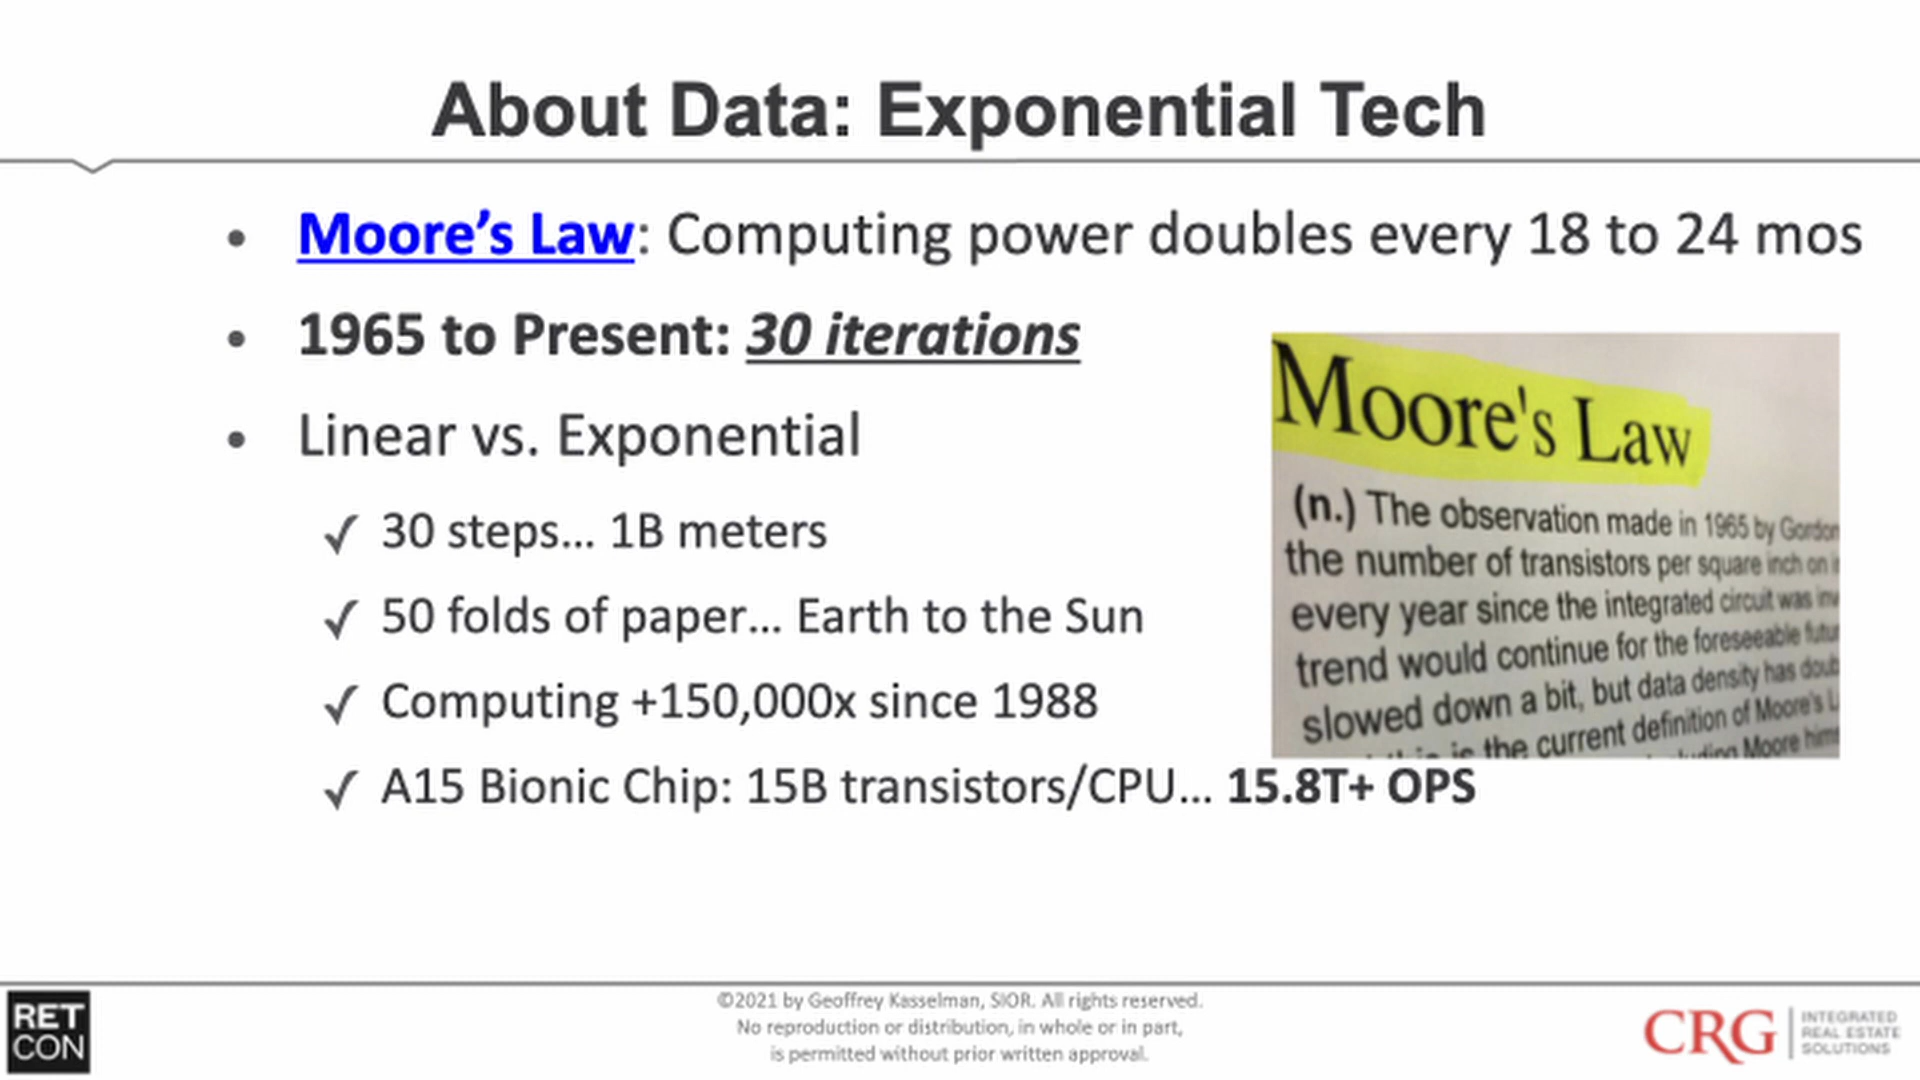 About Data: Exponential Tech
• Moore’s Law: Computing power doubles every 18 to 24 mos
• 1965 to Present: 30 iterations
• Linear vs. Exponential
✓ 30 steps... 1B meters
✓ 50 folds of paper... Earth to the Sun
✓ Computing +150,000x since 1988
✓ A15 Bionic Chip: 15B transistors/CPU... 15.8T+ OPS
Moore's Law
(n.) The observation made in 1965 by Gordon
the number of transistors per square inch on
every year since the integrated circuit was
trend would continue for the foreseeable
slowed down a bit, but data density has
is the current definition of Moore's
Moore
RET
CON
©2021 by Geoffrey Kasselman, SIOR. All rights reserved.
No reproduction or distribution, in whole or in part,
is permitted without prior written approval.
CRG
INTEGRATED
REAL ESTATE
SOLUTIONS